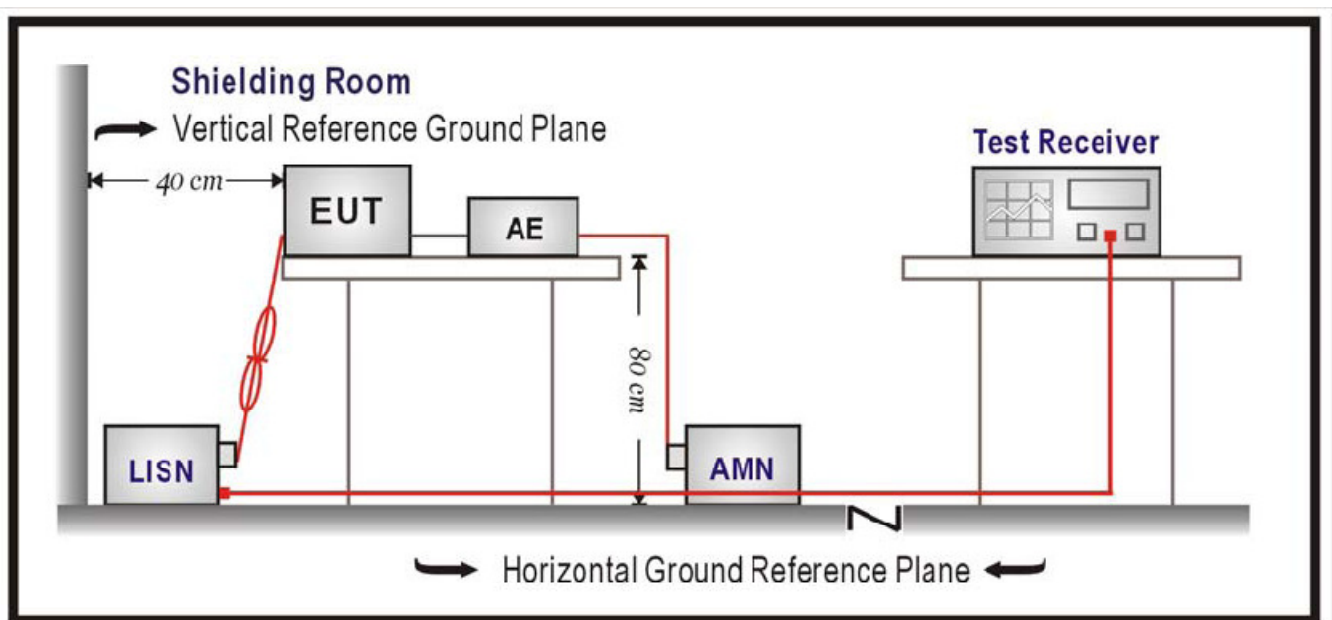 Shielding Room
Vertical Reference Ground Plane
Test Receiver
40 cm
EUT
AE
80 cm
LISN
AMN
Horizontal Ground Reference Plane